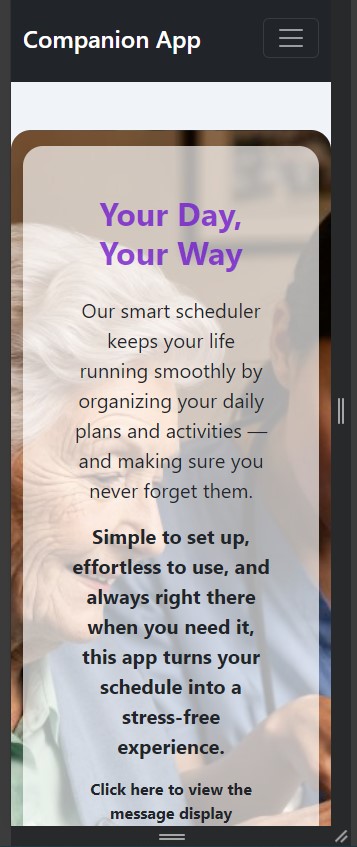 Companion App
Your Day,
Your Way
Our smart scheduler
keeps your life
running smoothly by
organizing your daily
plans and activities —
and making sure you
never forget them.
Simple to set up,
effortless to use, and
always right there
when you need it,
this app turns your
schedule into a
stress-free
experience.
Click here to view the
message display